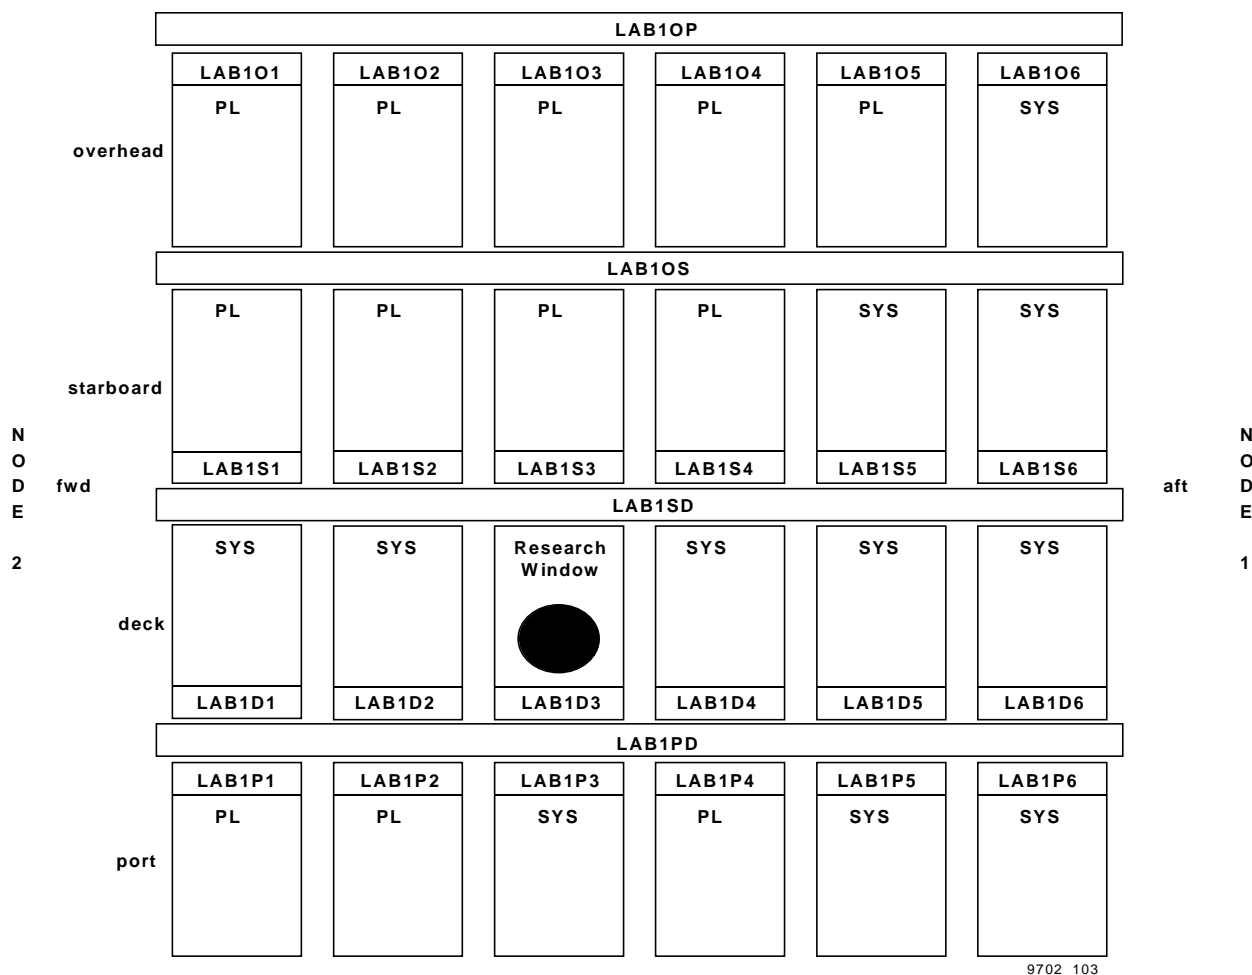 LAB1OP
LAB1O1 LAB1O2 LAB1O3 LAB1O4 LAB1O5 LAB1O6
PL PL PL PL PL SYS
overhead
LAB1OS
PL PL PL PL SYS SYS
starboard
LAB1S1 LAB1S2 LAB1S3 LAB1S4 LAB1S5 LAB1S6
NODE 2
fwd
aft
NODE 1
LAB1SD
SYS SYS Research Window SYS SYS SYS
deck
LAB1D1 LAB1D2 LAB1D3 LAB1D4 LAB1D5 LAB1D6
LAB1PD
LAB1P1 LAB1P2 LAB1P3 LAB1P4 LAB1P5 LAB1P6
PL PL SYS PL SYS SYS
port
9702 103